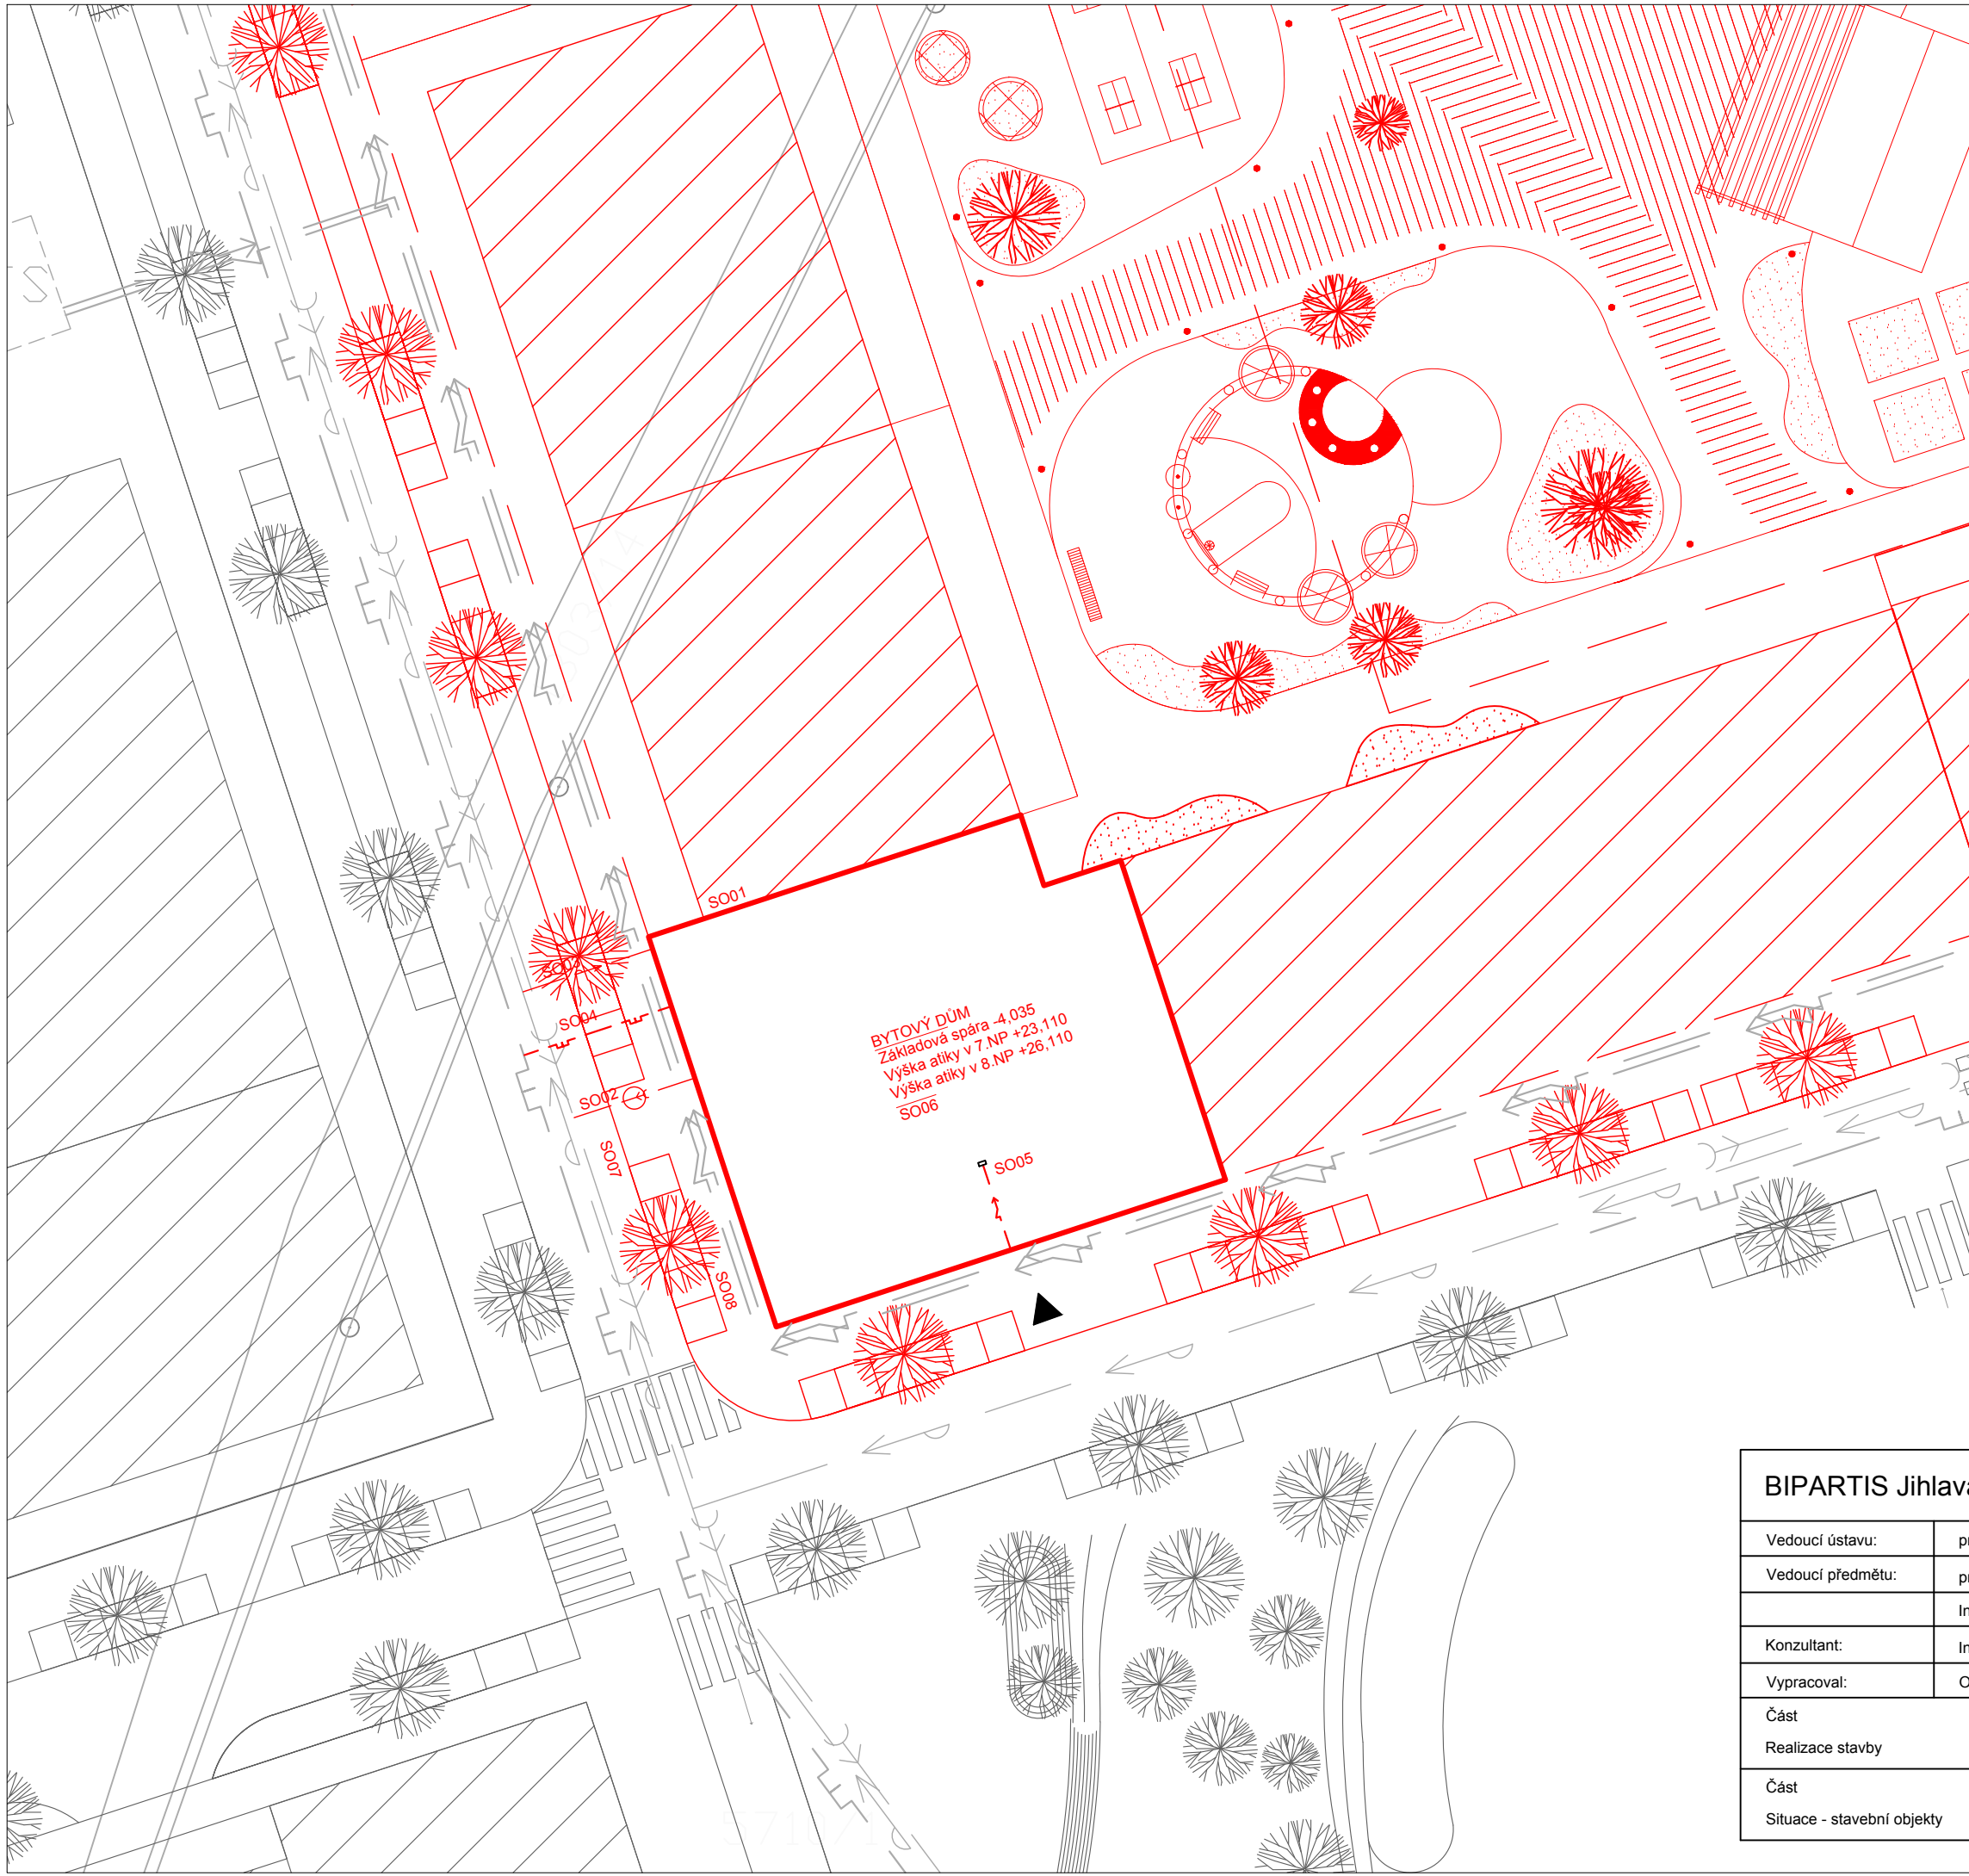 SO01
SO03
SO04
BYTOVÝ DŮM
Základová spára -4,035
Výška atiky v 7.NP +23,110
Výška atiky v 8.NP +26,110
SO06
SO02
SO07
SO05
SO08
BIPARTIS Jihlava
Vedoucí ústavu:
Vedoucí předmětu:
Konzultant:
Vypracoval:
Část
Realizace stavby
Část
Situace - stavební objekty